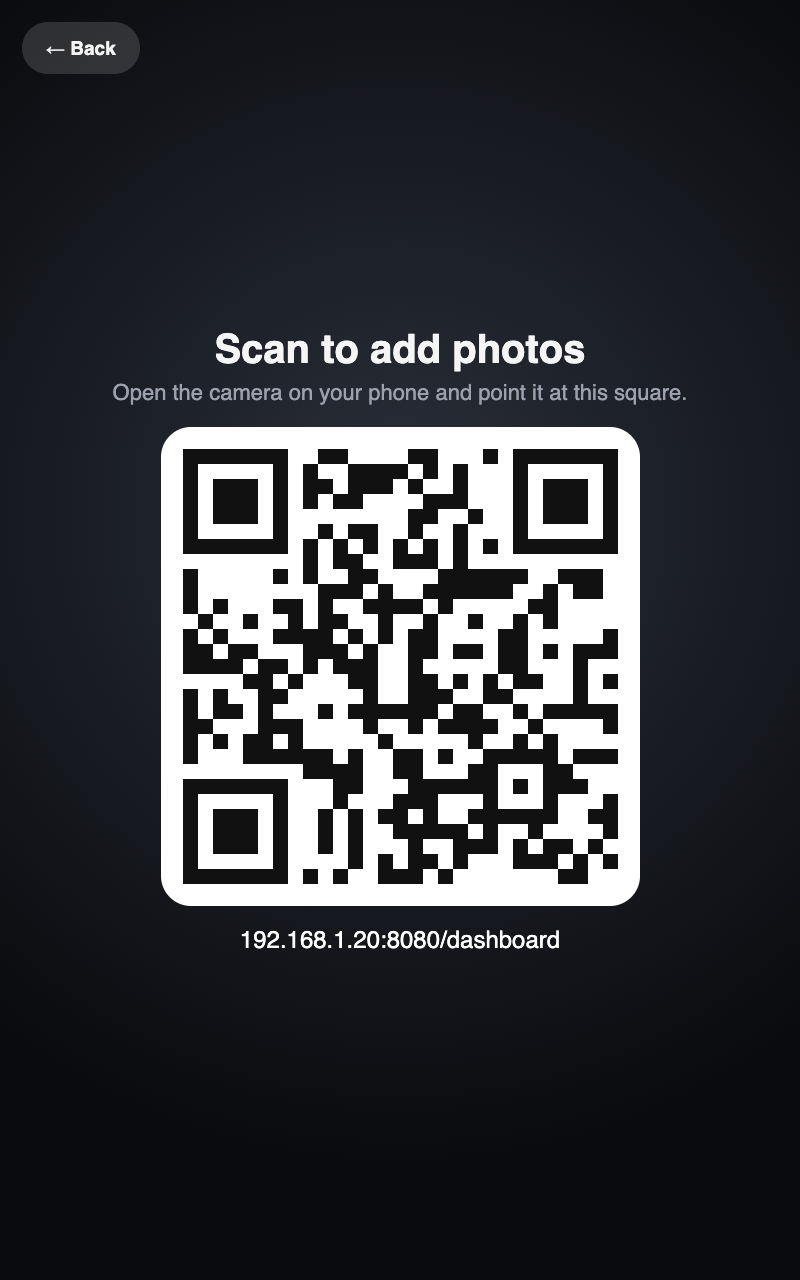 ← Back
Scan to add photos
Open the camera on your phone and point it at this square.
192.168.1.20:8080/dashboard